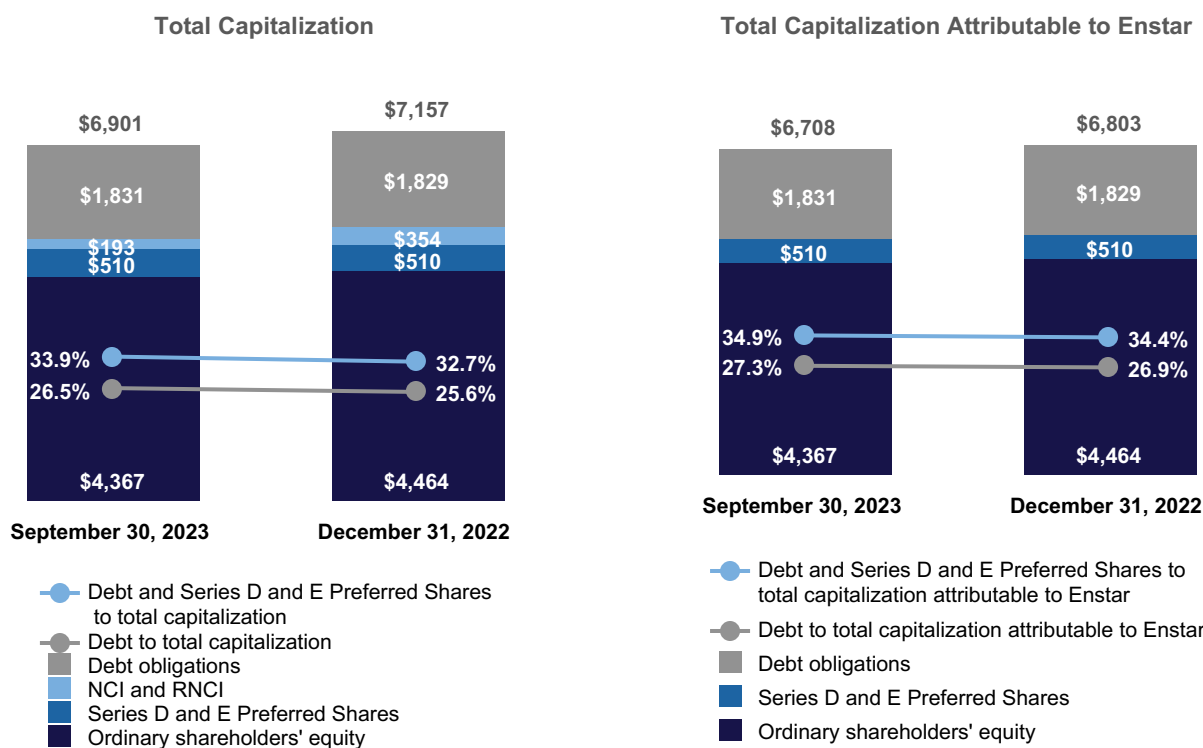 Total Capitalization
$6,901
$7,157
$1,831
$1,829
$193
$354
$510
$510
33.9%
32.7%
26.5%
25.6%
$4,367
$4,464
September 30, 2023
December 31, 2022
Debt and Series D and E Preferred Shares
to total capitalization
Debt to total capitalization
Debt obligations
NCI and RNCI
Series D and E Preferred Shares
Ordinary shareholders' equity
Total Capitalization Attributable to Enstar
$6,708
$6,803
$1,831
$1,829
$510
$510
34.9%
34.4%
27.3%
26.9%
$4,367
$4,464
September 30, 2023
December 31, 2022
Debt and Series D and E Preferred Shares to
total capitalization attributable to Enstar
Debt to total capitalization attributable to Enstar
Debt obligations
Series D and E Preferred Shares
Ordinary shareholders' equity